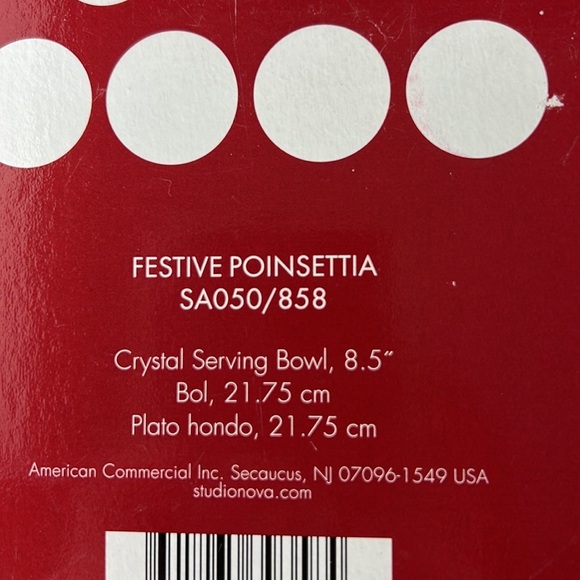 FESTIVE POINSETTIA
SA050/858
Crystal Serving Bowl, 8.5″
Bol, 21.75 cm
Plato hondo, 21.75 cm
American Commercial Inc. Secaucus, NJ 07096-1549 USA
studionova.com